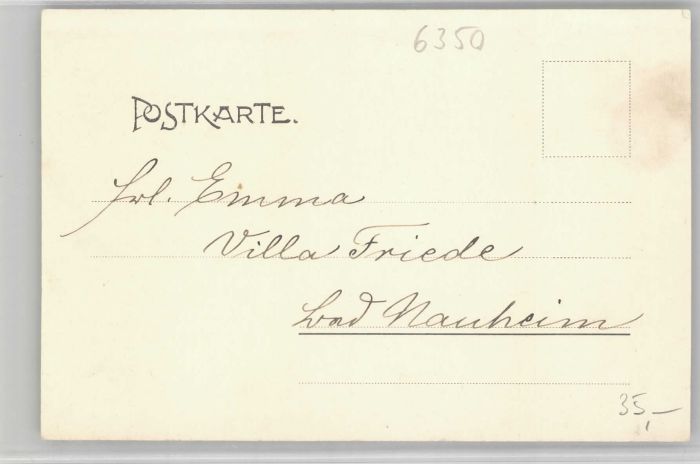 6350
POSTKARTE.
Frl. Emma
Villa Friede
Bad Nauheim
35,—